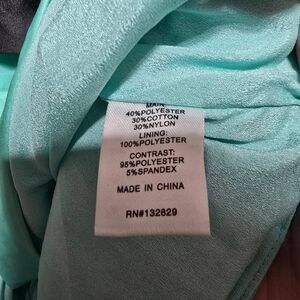 MAIN:
40%POLYESTER
30%COTTON
30%NYLON
LINING:
100%POLYESTER
CONTRAST:
95%POLYESTER
5%SPANDEX
MADE IN CHINA
RN#132629